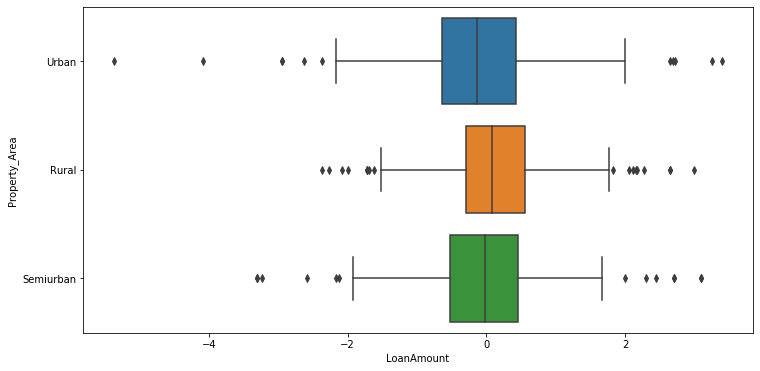 Urban
Rural
Semiurban
Property_Area
−4
−2
0
2
LoanAmount